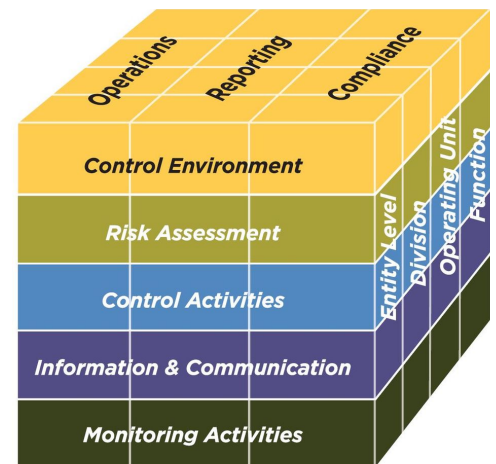 Operations
Reporting
Compliance
Control Environment
Risk Assessment
Control Activities
Information & Communication
Monitoring Activities
Entity Level
Division
Operating Unit
Function